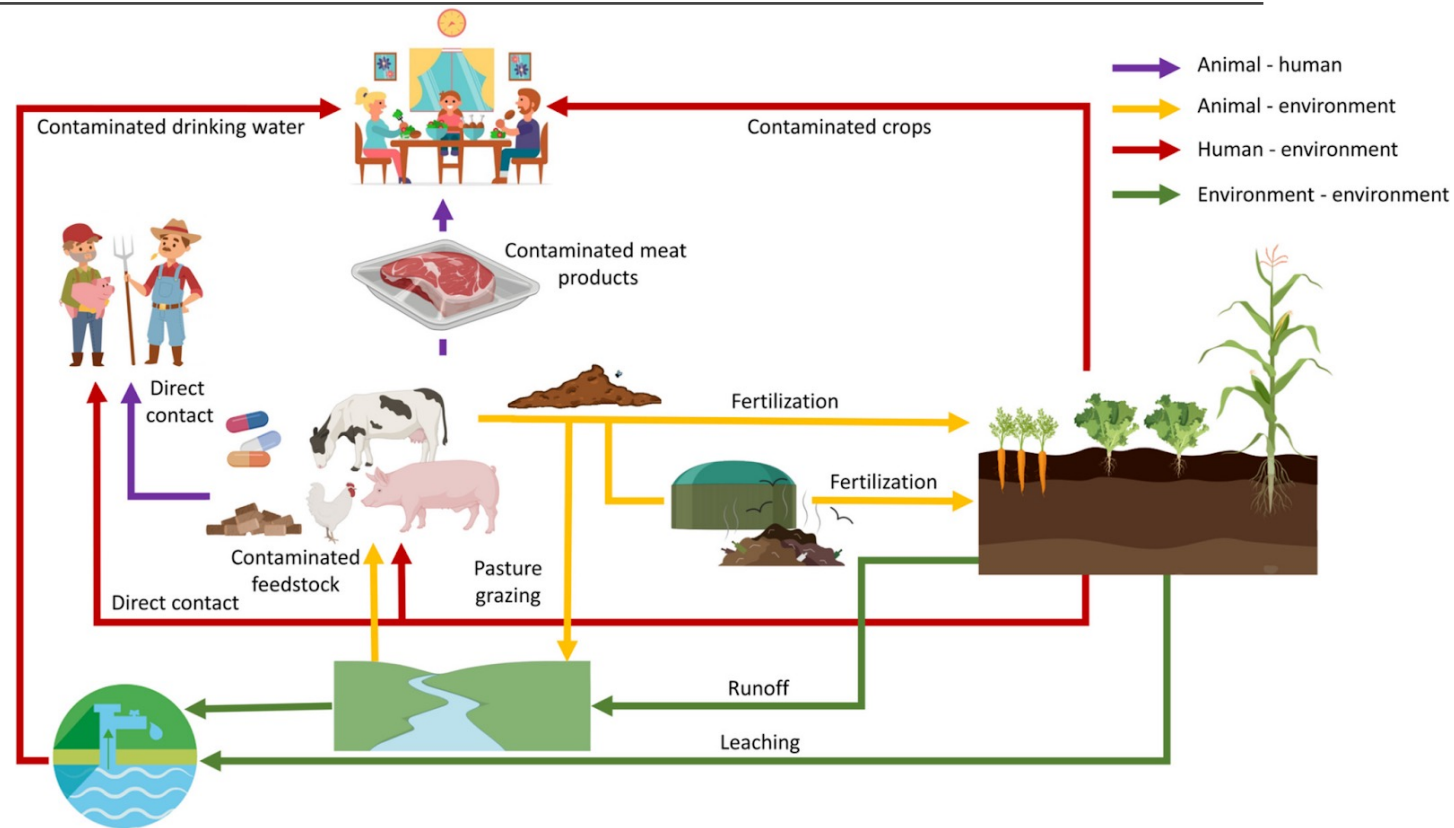 Animal - human
Animal - environment
Human - environment
Environment - environment
Contaminated drinking water
Contaminated crops
Contaminated meat
products
Direct
contact
Fertilization
Fertilization
Contaminated
feedstock
Pasture
grazing
Direct contact
Runoff
Leaching